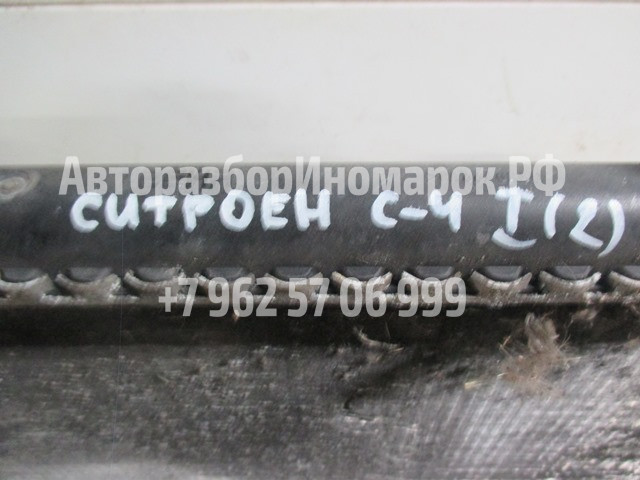 АвторазборИномарок.РФ
СИТРОЕН С-4 I (2)
+7 962 57 06 999